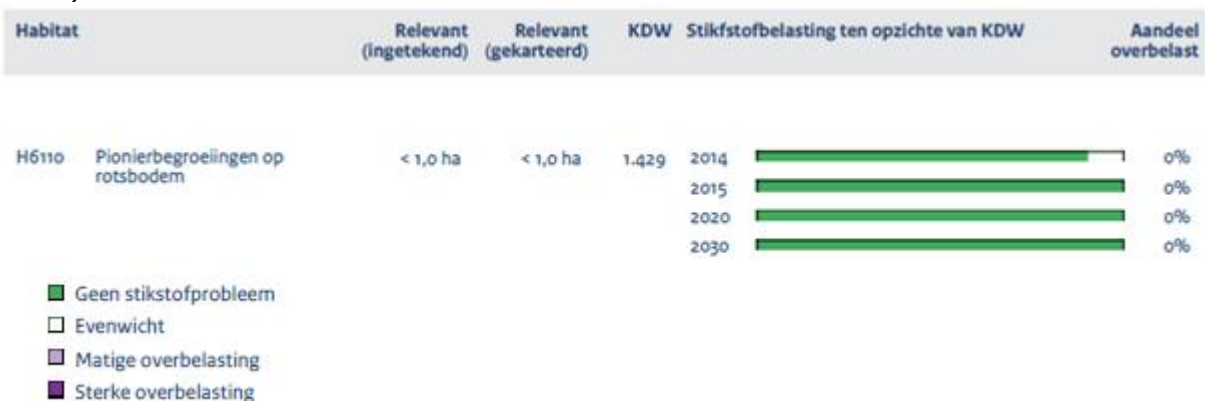 Habitat Relevant (ingetekend) Relevant (gekarteerd) KDW Stikfstofbelasting ten opzichte van KDW Aandeel overbelast
H6110 Pionierbegroeiingen op rotsbodem < 1,0 ha < 1,0 ha 1.429 2014 0%
2015 0%
2020 0%
2030 0%
Geen stikstofprobleem
Evenwicht
Matige overbelasting
Sterke overbelasting